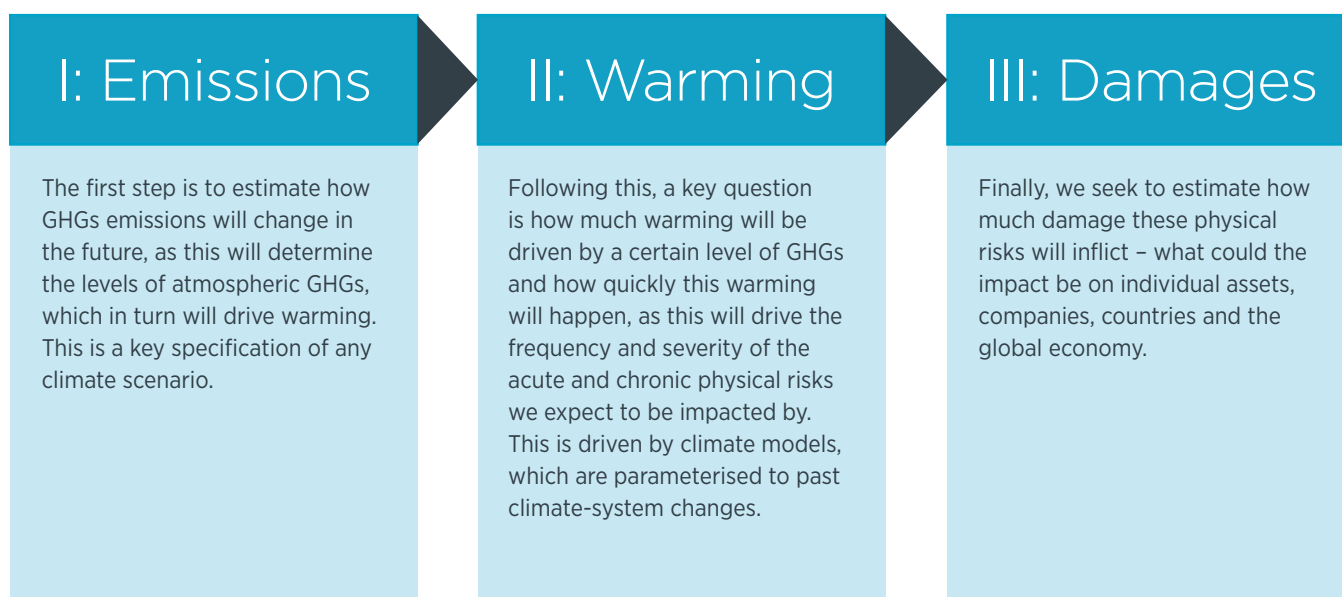 I: Emissions
The first step is to estimate how
GHGs emissions will change in
the future, as this will determine
the levels of atmospheric GHGs,
which in turn will drive warming.
This is a key specification of any
climate scenario.
II: Warming
Following this, a key question
is how much warming will be
driven by a certain level of GHGs
and how quickly this warming
will happen, as this will drive the
frequency and severity of the
acute and chronic physical risks
we expect to be impacted by.
This is driven by climate models,
which are parameterised to past
climate-system changes.
III: Damages
Finally, we seek to estimate how
much damage these physical
risks will inflict – what could the
impact be on individual assets,
companies, countries and the
global economy.